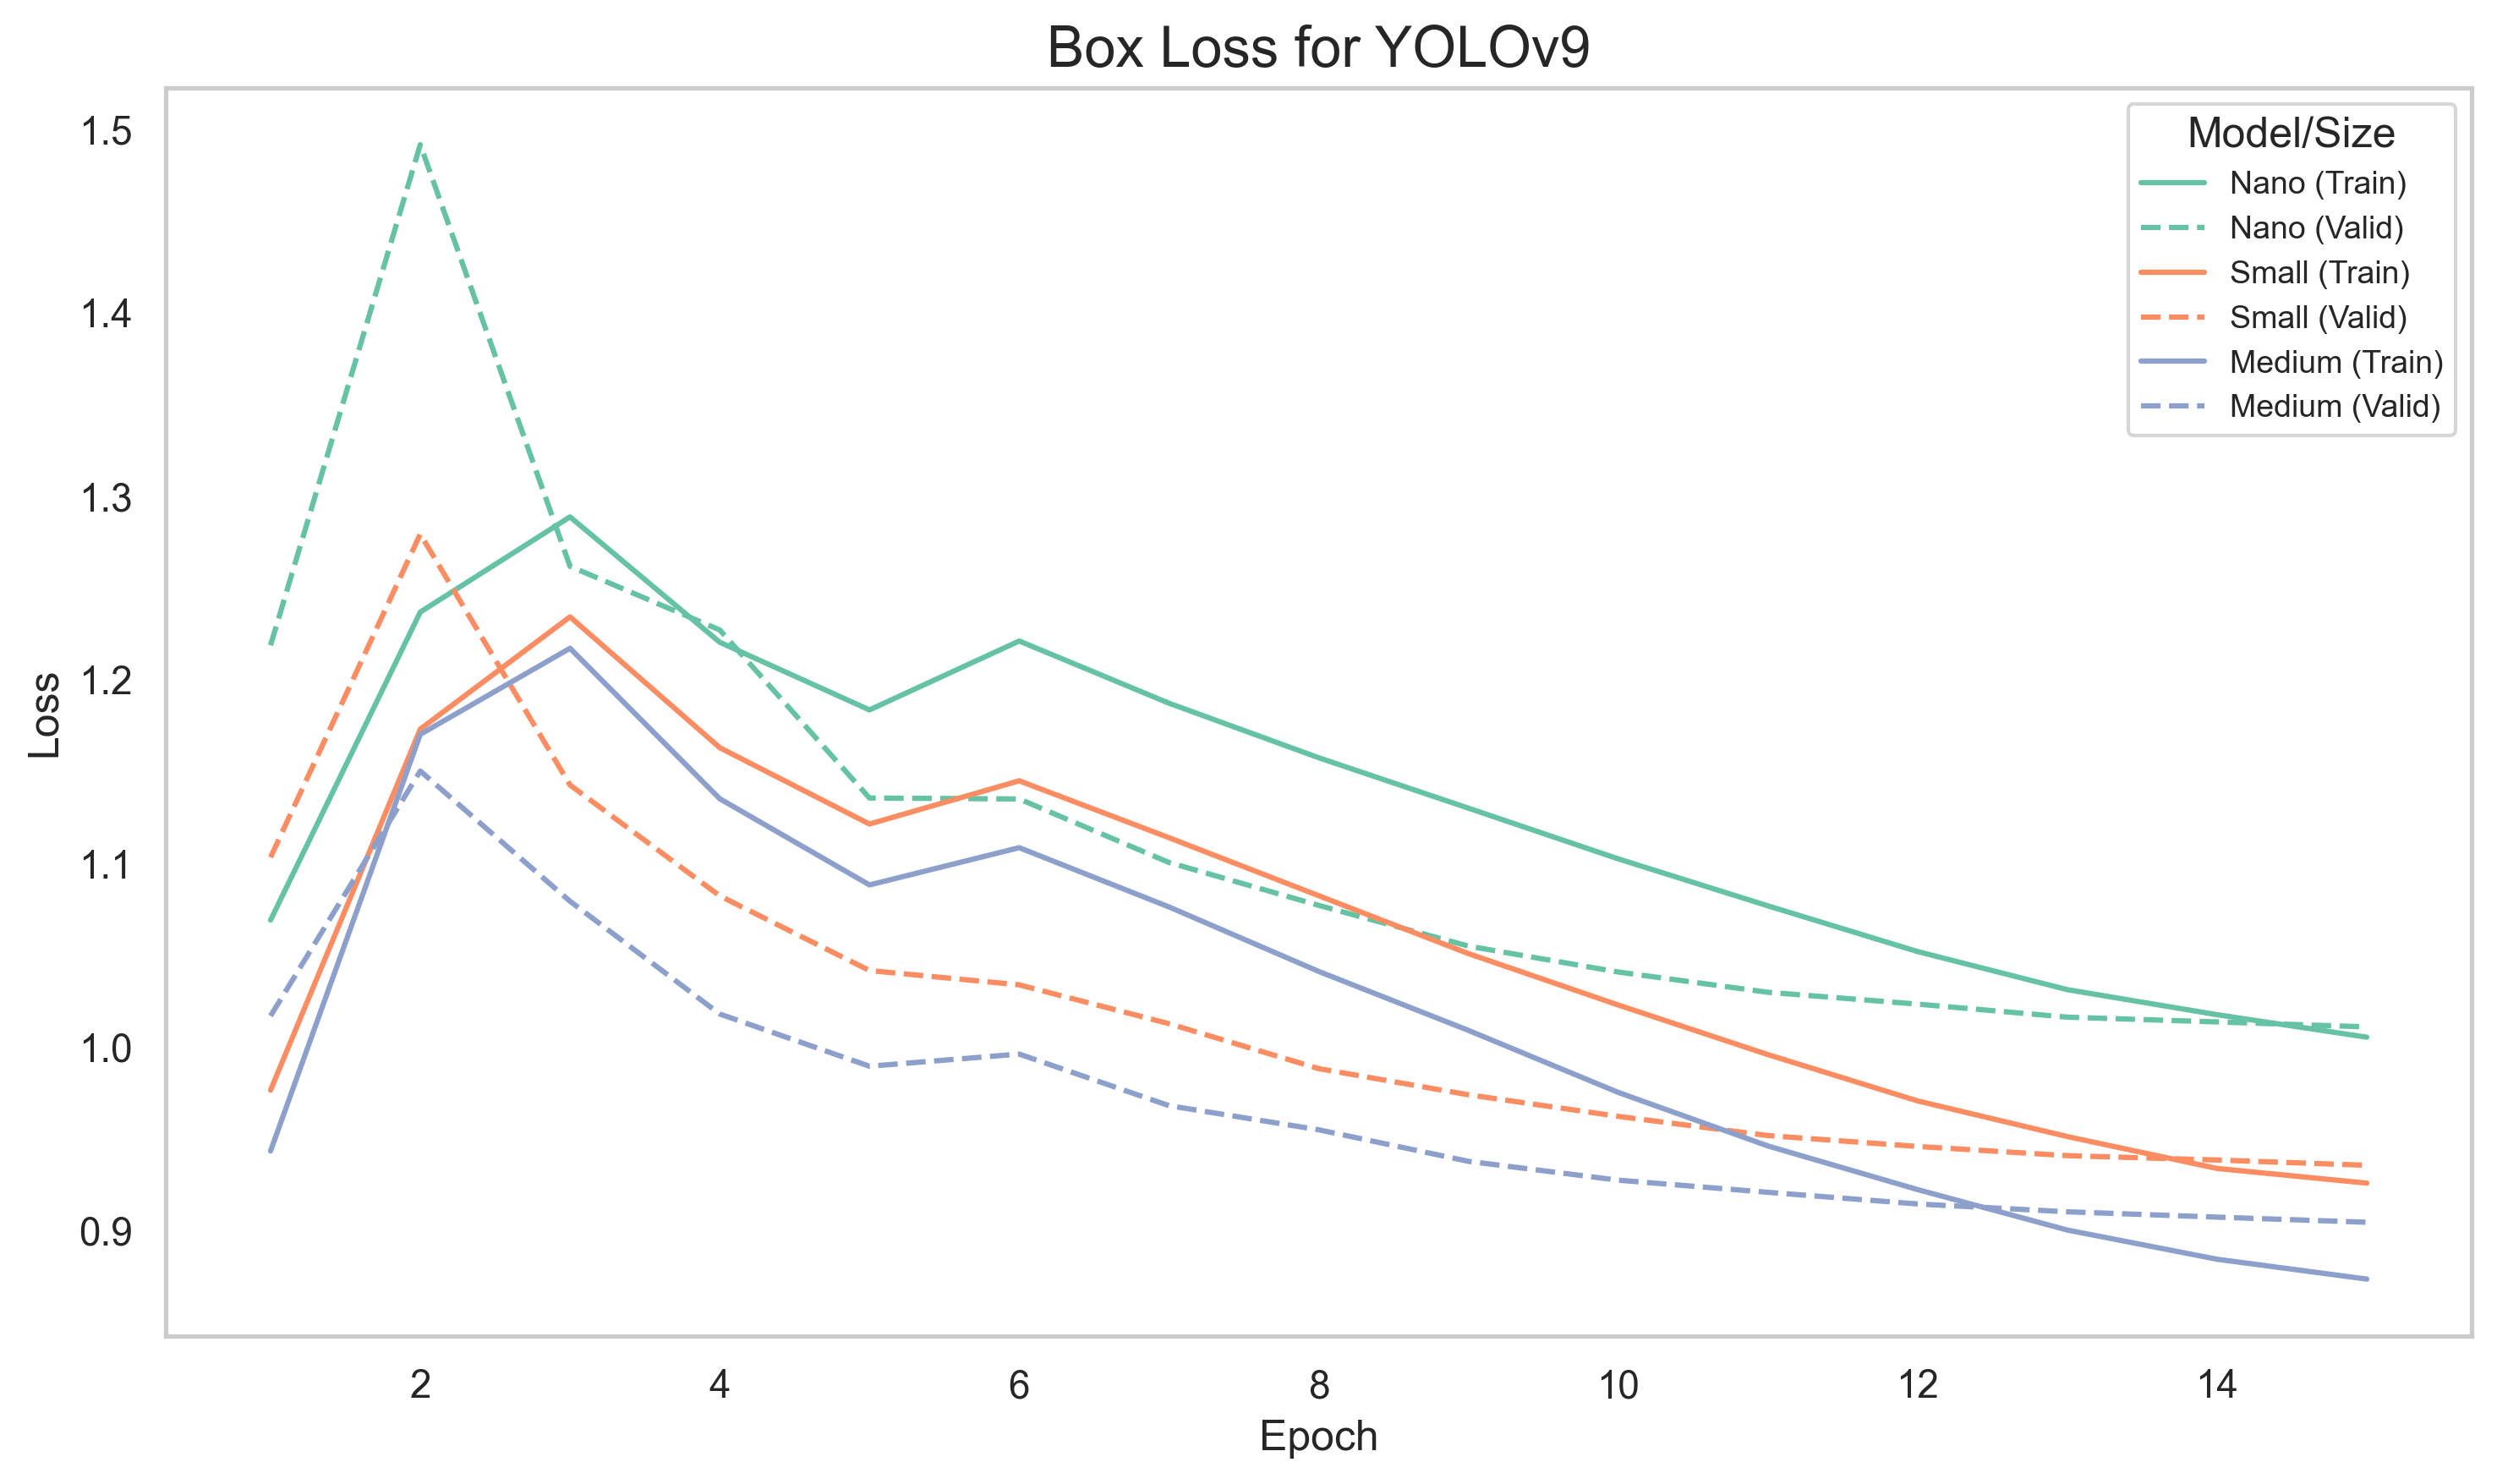 Box Loss for YOLOv9
1.5
1.4
1.3
1.2
1.1
1.0
0.9
Loss
2
4
6
8
10
12
14
Epoch
Model/Size
Nano (Train)
Nano (Valid)
Small (Train)
Small (Valid)
Medium (Train)
Medium (Valid)